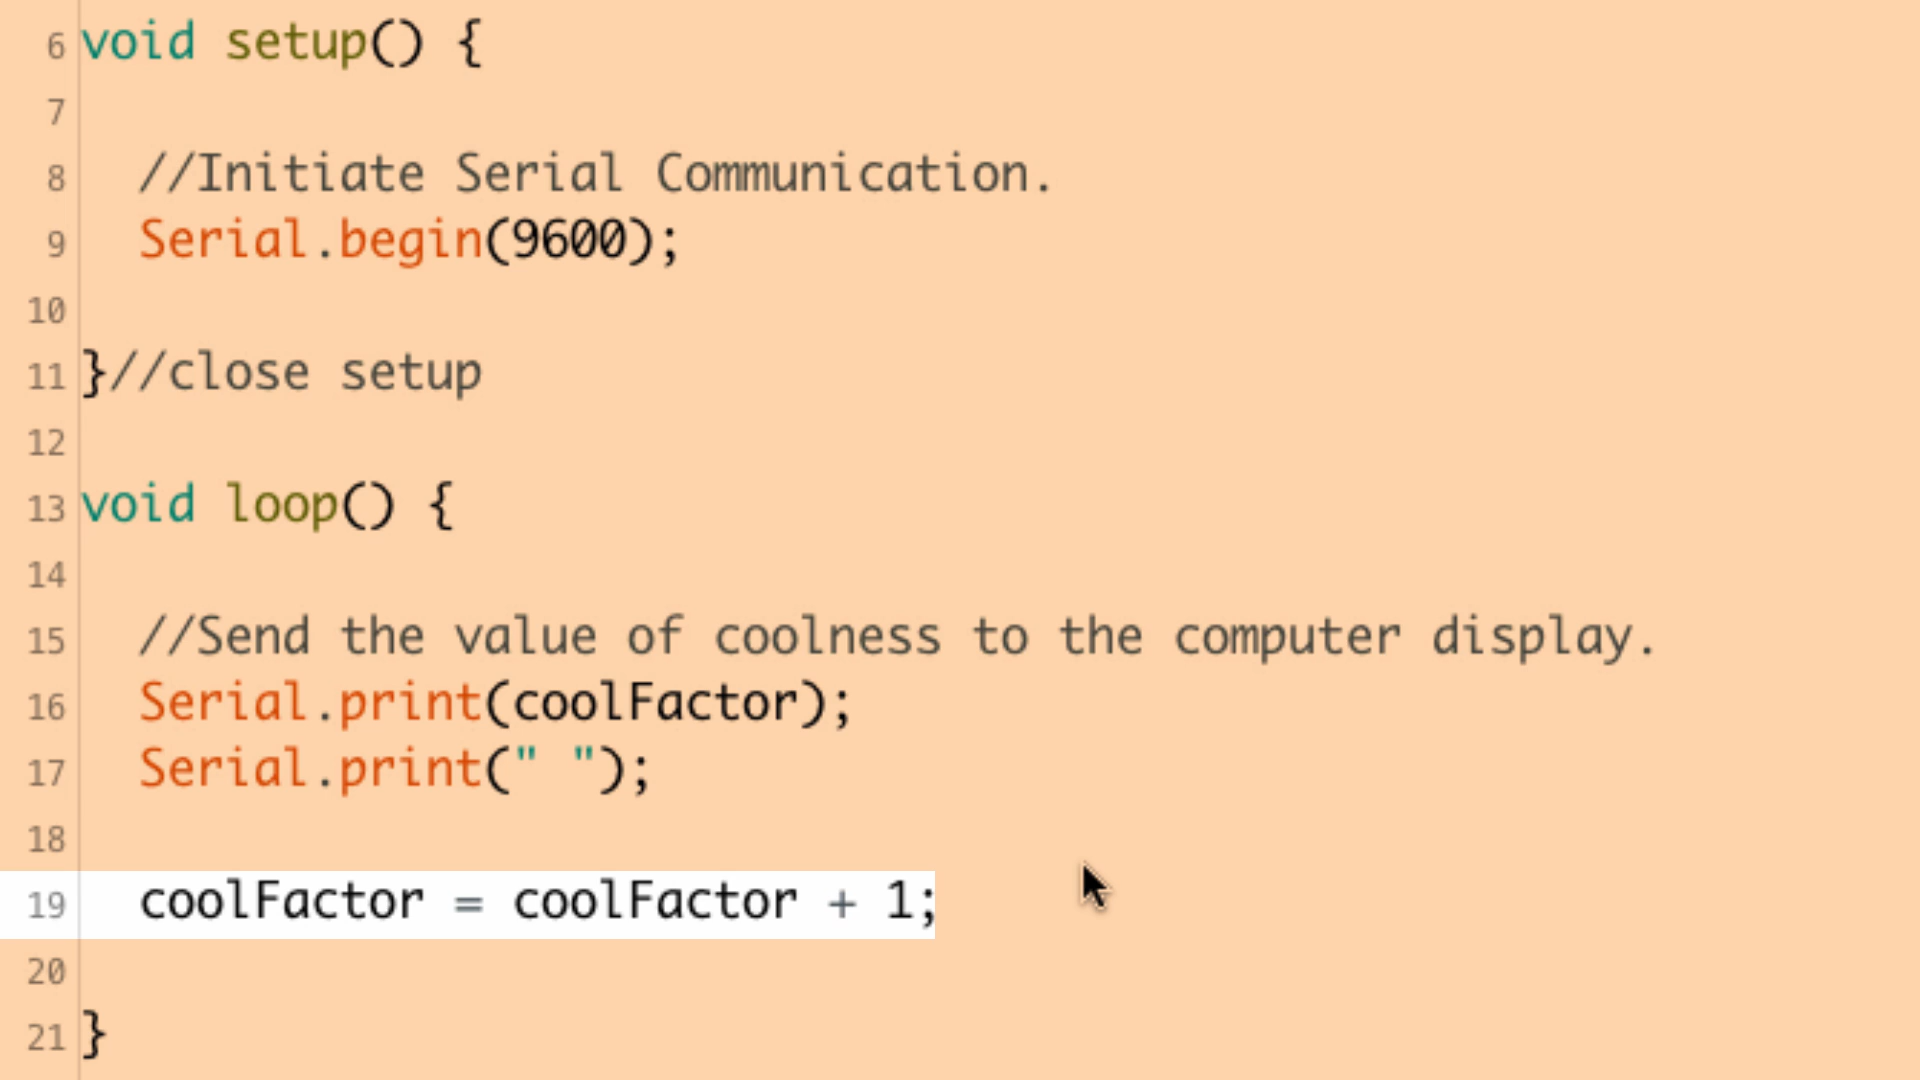 6 void setup() {
7
8 //Initiate Serial Communication.
9 Serial.begin(9600);
10
11 }//close setup
12
13 void loop() {
14
15 //Send the value of coolness to the computer display.
16 Serial.print(coolFactor);
17 Serial.print(" ");
18
19 coolFactor = coolFactor + 1;
20
21 }